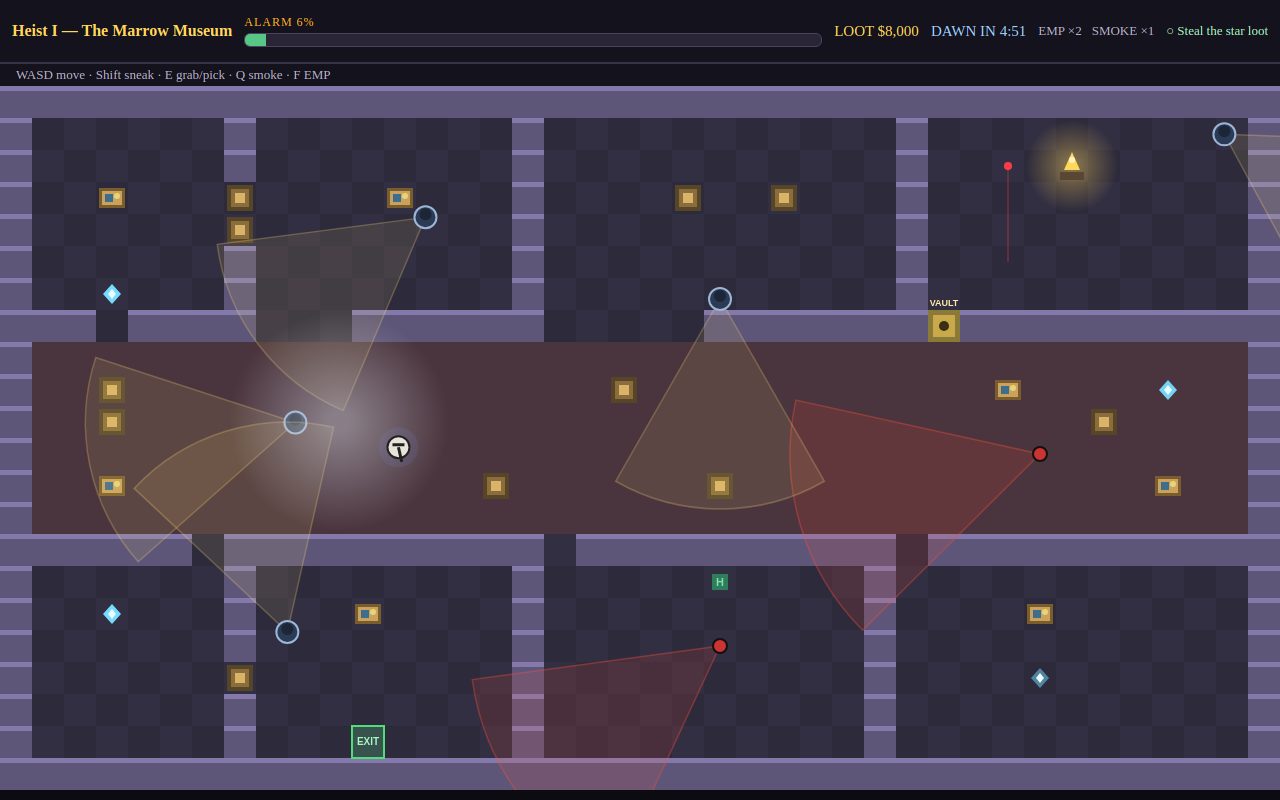 Heist I — The Marrow Museum
ALARM 6%
LOOT $8,000
DAWN IN 4:51
EMP ×2
SMOKE ×1
○ Steal the star loot
WASD move · Shift sneak · E grab/pick · Q smoke · F EMP
VAULT
H
EXIT